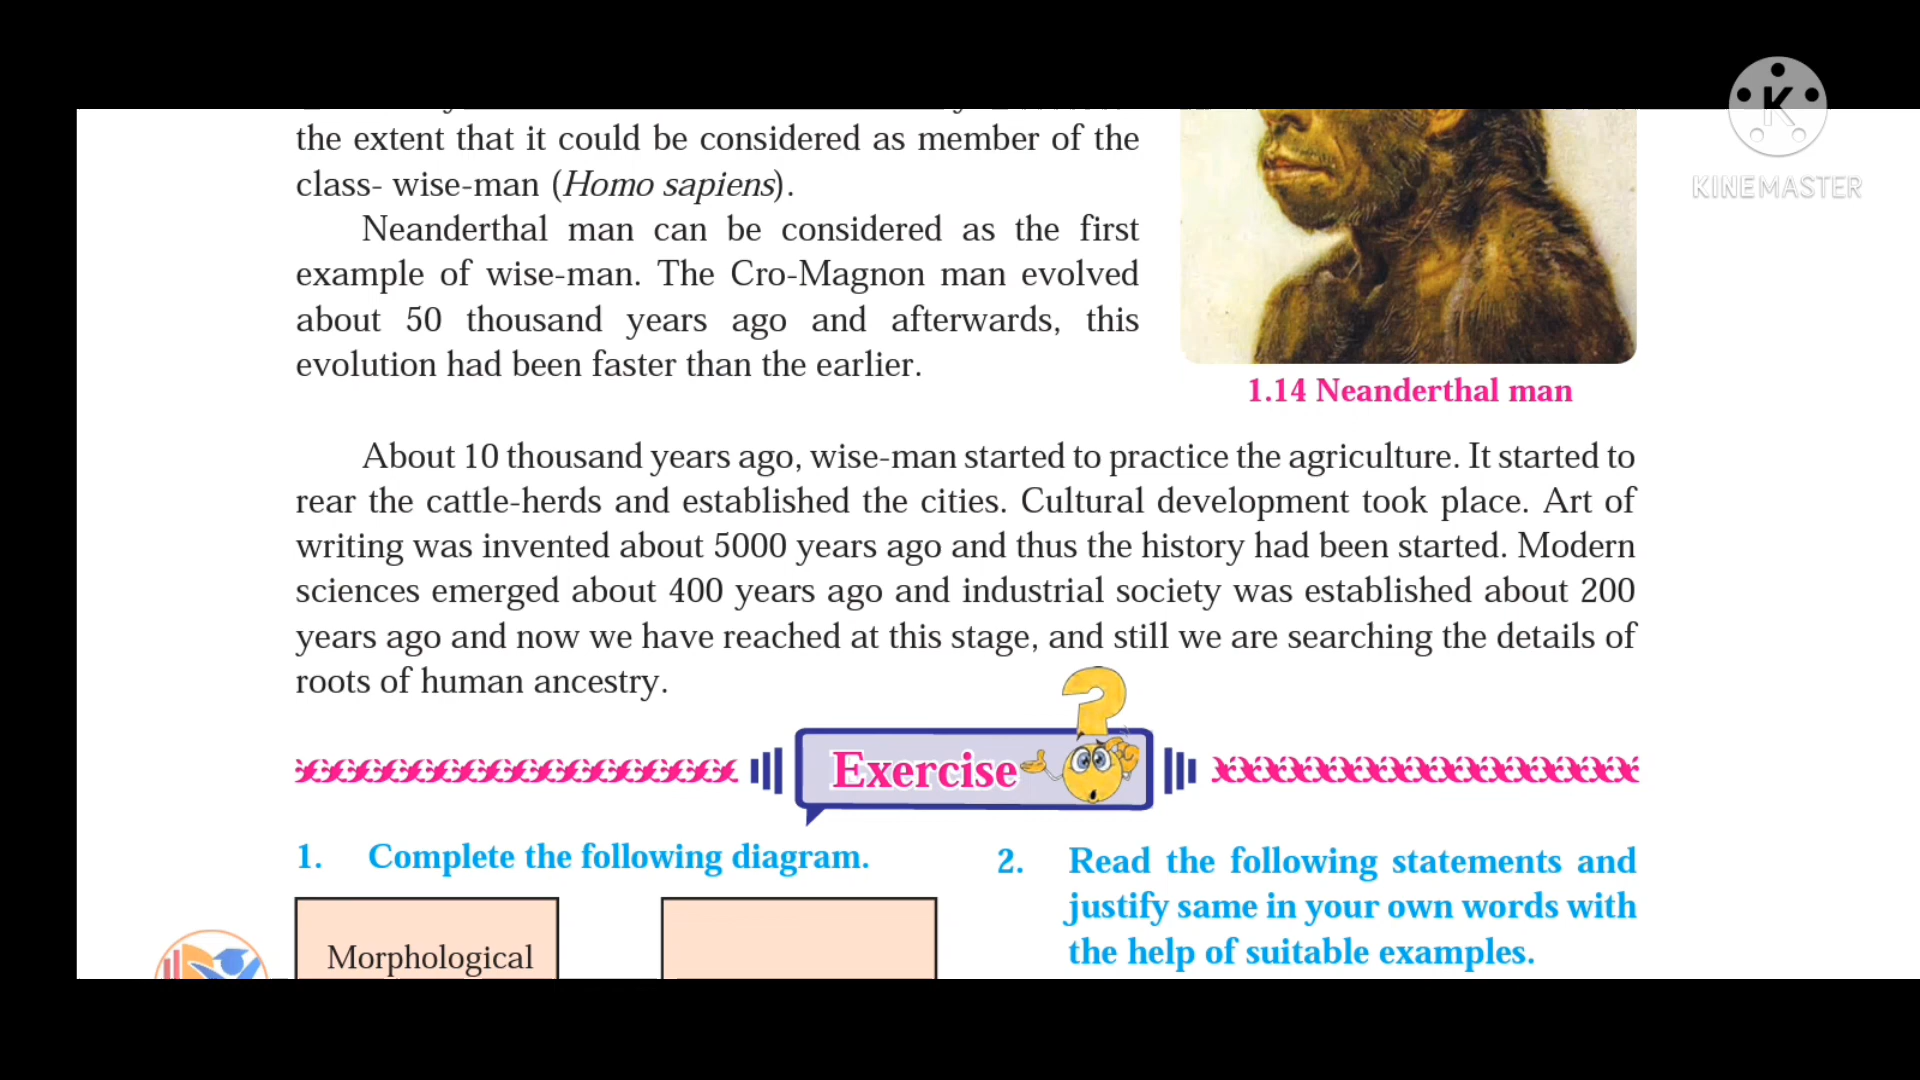 K
KINEMASTER
the extent that it could be considered as member of the
class- wise-man (Homo sapiens).
Neanderthal man can be considered as the first
example of wise-man. The Cro-Magnon man evolved
about 50 thousand years ago and afterwards, this
evolution had been faster than the earlier.
1.14 Neanderthal man
About 10 thousand years ago, wise-man started to practice the agriculture. It started to
rear the cattle-herds and established the cities. Cultural development took place. Art of
writing was invented about 5000 years ago and thus the history had been started. Modern
sciences emerged about 400 years ago and industrial society was established about 200
years ago and now we have reached at this stage, and still we are searching the details of
roots of human ancestry.
Exercise
1. Complete the following diagram.
Morphological
2. Read the following statements and
justify same in your own words with
the help of suitable examples.